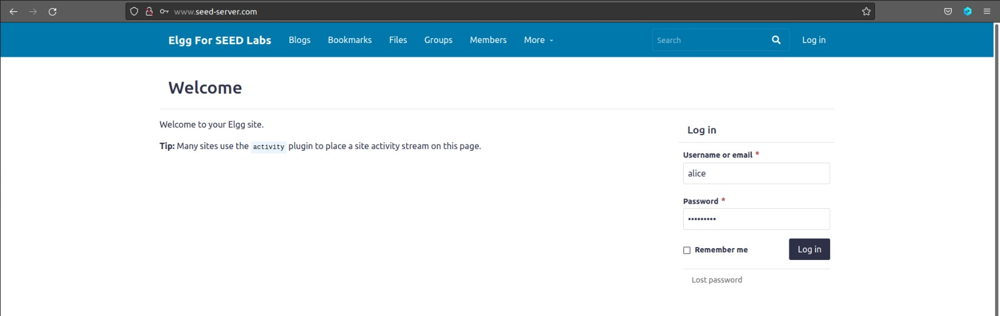 www.seed-server.com
Elgg For SEED Labs Blogs Bookmarks Files Groups Members More Search Log in
Welcome
Welcome to your Elgg site.
Tip: Many sites use the activity plugin to place a site activity stream on this page.
Log in
Username or email *
alice
Password *
•••••••••
Remember me Log in
Lost password